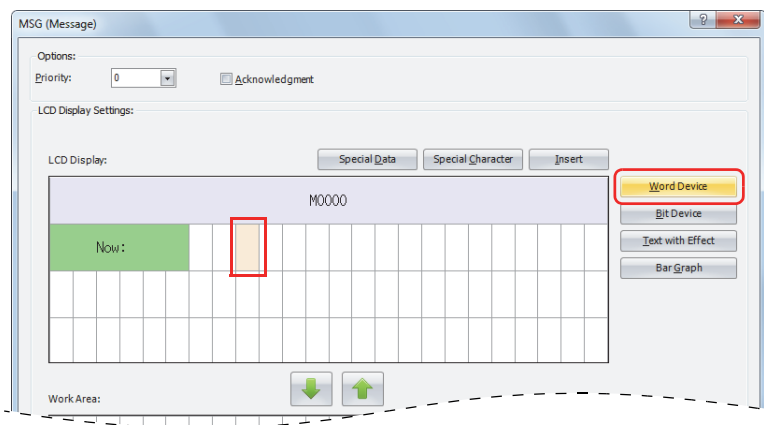 MSG (Message)
? X
Options:
Priority: 0 Acknowledgment
LCD Display Settings:
LCD Display: Special Data Special Character Insert
M0000
Word Device
Bit Device
Now:
Text with Effect
Bar Graph
Work Area: